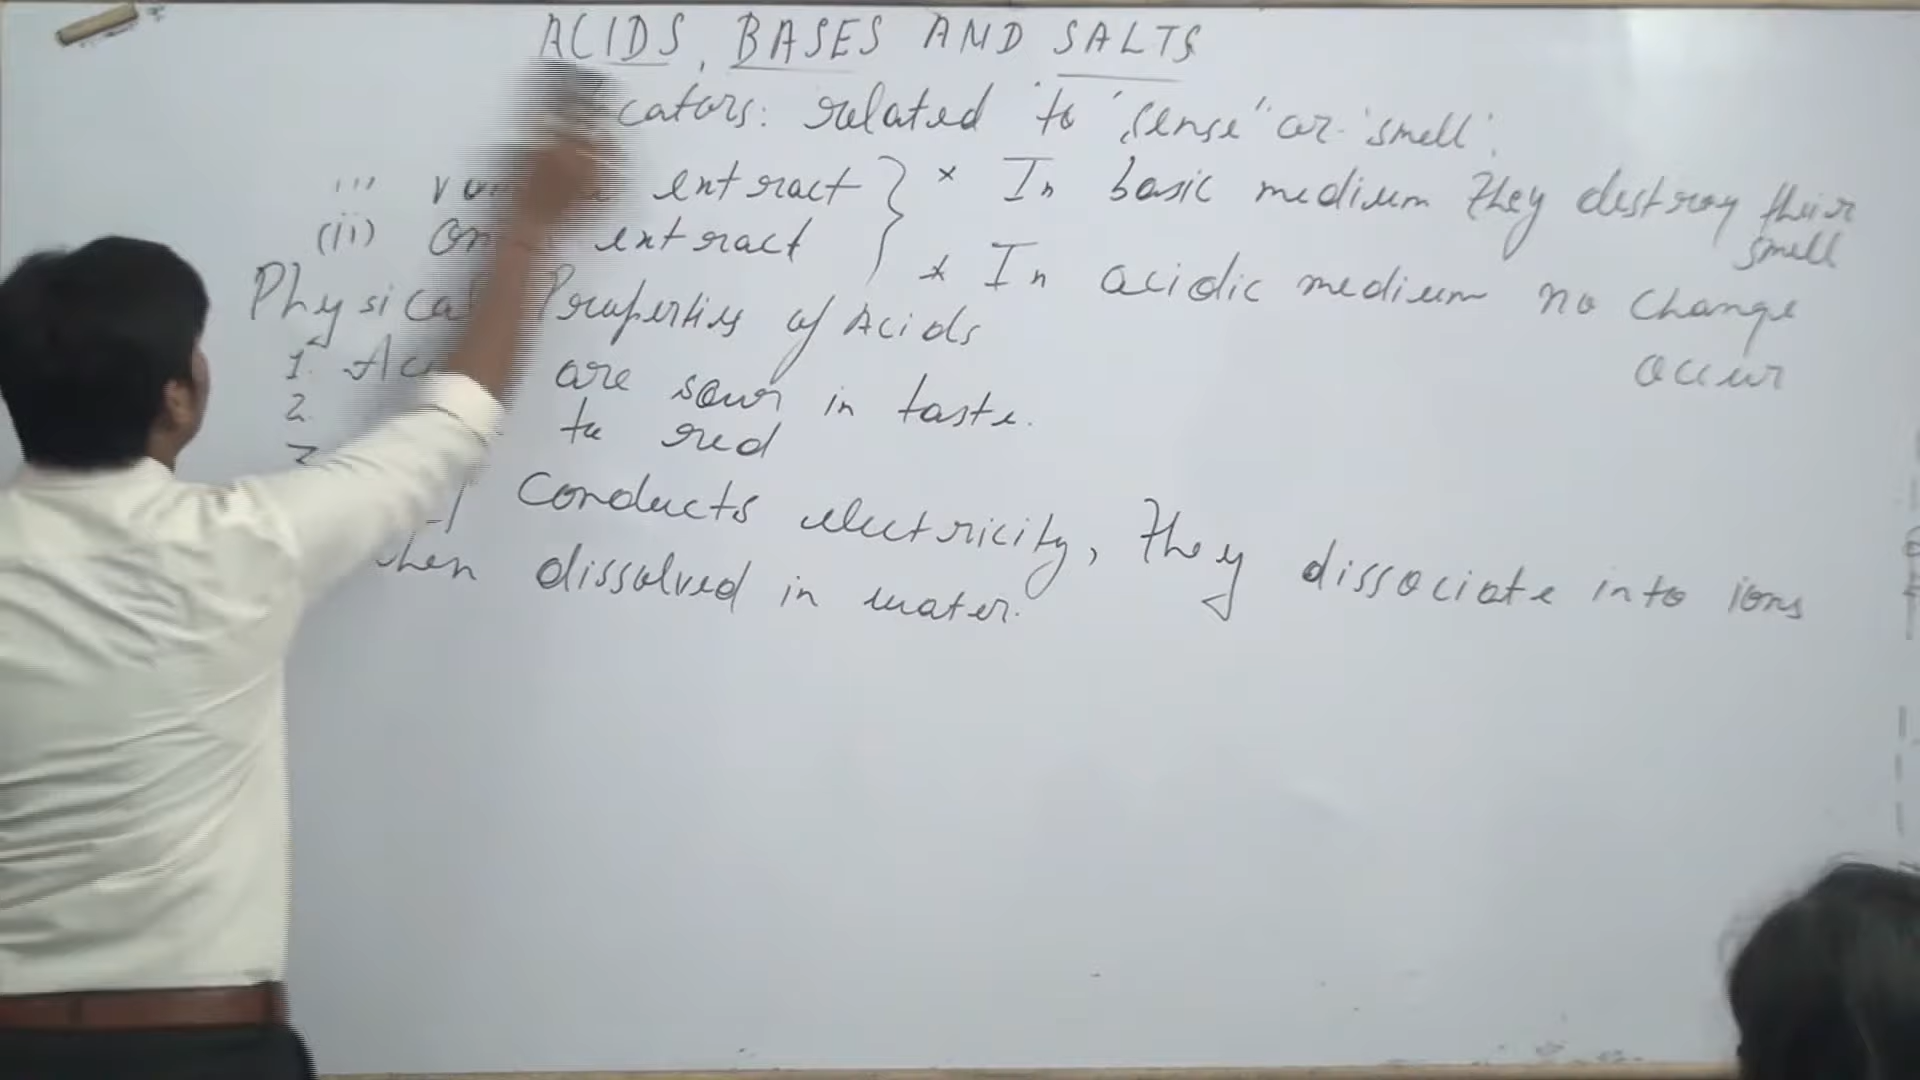 ACIDS, BASES AND SALTS
cators: related to "sense" or 'smell'.
extract } * In basic medium they destroy their smell
(ii) extract * In acidic medium no change occur
Physical Properties of Acids
1. are sour in taste.
2. to red
3 Conducts electricity, they dissociate into ions
when dissolved in water.